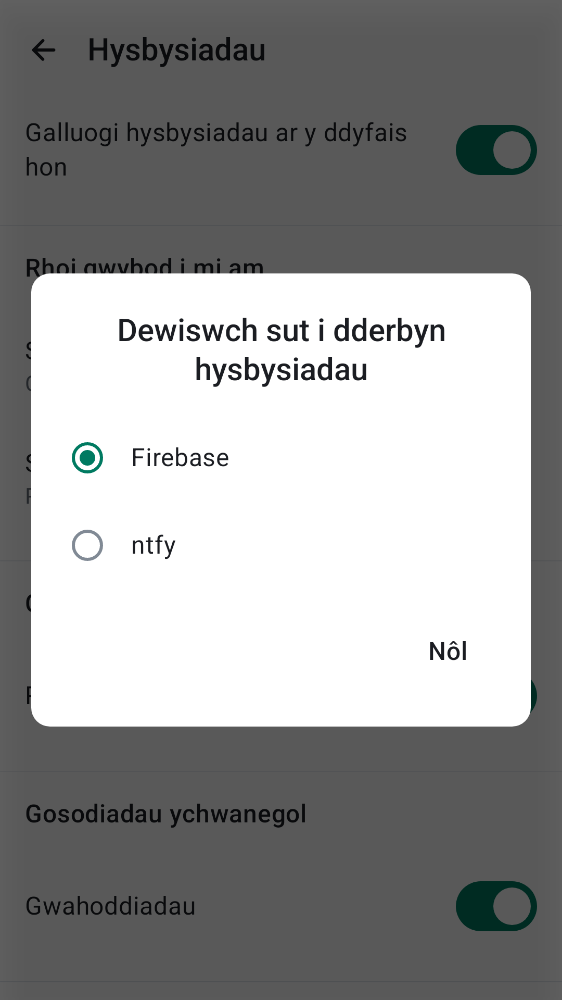 Hysbysiadau
Galluogi hysbysiadau ar y ddyfais
hon
Rhoi gwybod i mi am
Dewiswch sut i dderbyn
hysbysiadau
Firebase
ntfy
Nôl
Gosodiadau ychwanegol
Gwahoddiadau